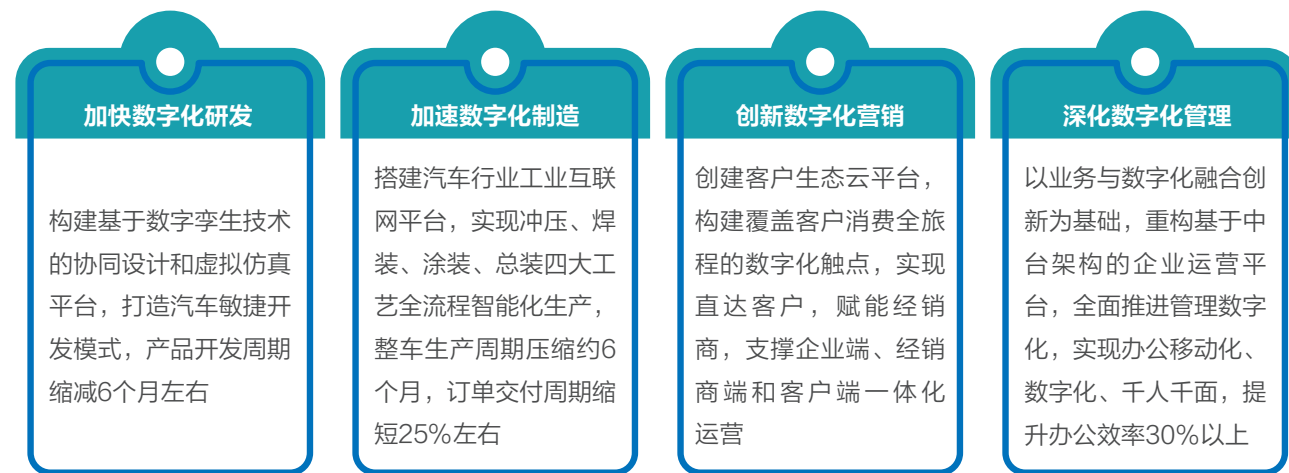 加快数字化研发
构建基于数字孪生技术
的协同设计和虚拟仿真
平台，打造汽车敏捷开
发模式，产品开发周期
缩减6个月左右
加速数字化制造
搭建汽车行业工业互联
网平台，实现冲压、焊
装、涂装、总装四大工
艺全流程智能化生产，
整车生产周期压缩约6
个月，订单交付周期缩
短25%左右
创新数字化营销
创建客户生态云平台，
构建覆盖客户消费全旅
程的数字化触点，实现
直达客户，赋能经销
商，支撑企业端、经销
商端和客户端一体化
运营
深化数字化管理
以业务与数字化融合创
新为基础，重构基于中
台架构的企业运营平
台，全面推进管理数字
化，实现办公移动化、
数字化、千人千面，提
升办公效率30%以上